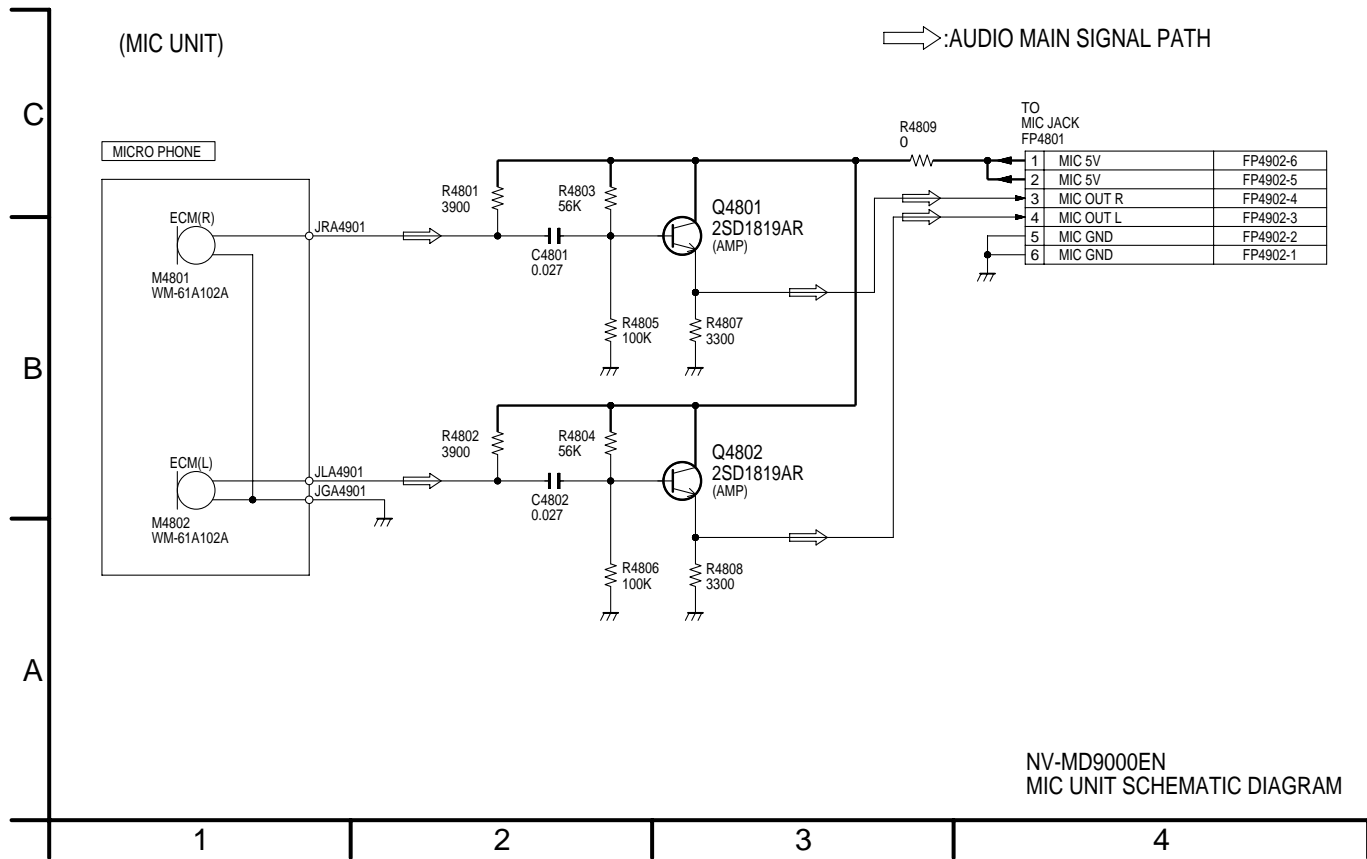 (MIC UNIT)
:AUDIO MAIN SIGNAL PATH
C
B
A
MICRO PHONE
ECM(R)
M4801
WM-61A102A
JRA4901
ECM(L)
M4802
WM-61A102A
JLA4901
JGA4901
R4801
3900
R4803
56K
C4801
0.027
Q4801
2SD1819AR
(AMP)
R4805
100K
R4807
3300
R4802
3900
R4804
56K
C4802
0.027
Q4802
2SD1819AR
(AMP)
R4806
100K
R4808
3300
R4809
0
TO
MIC JACK
FP4801
1 MIC 5V FP4902-6
2 MIC 5V FP4902-5
3 MIC OUT R FP4902-4
4 MIC OUT L FP4902-3
5 MIC GND FP4902-2
6 MIC GND FP4902-1
NV-MD9000EN
MIC UNIT SCHEMATIC DIAGRAM
1 2 3 4